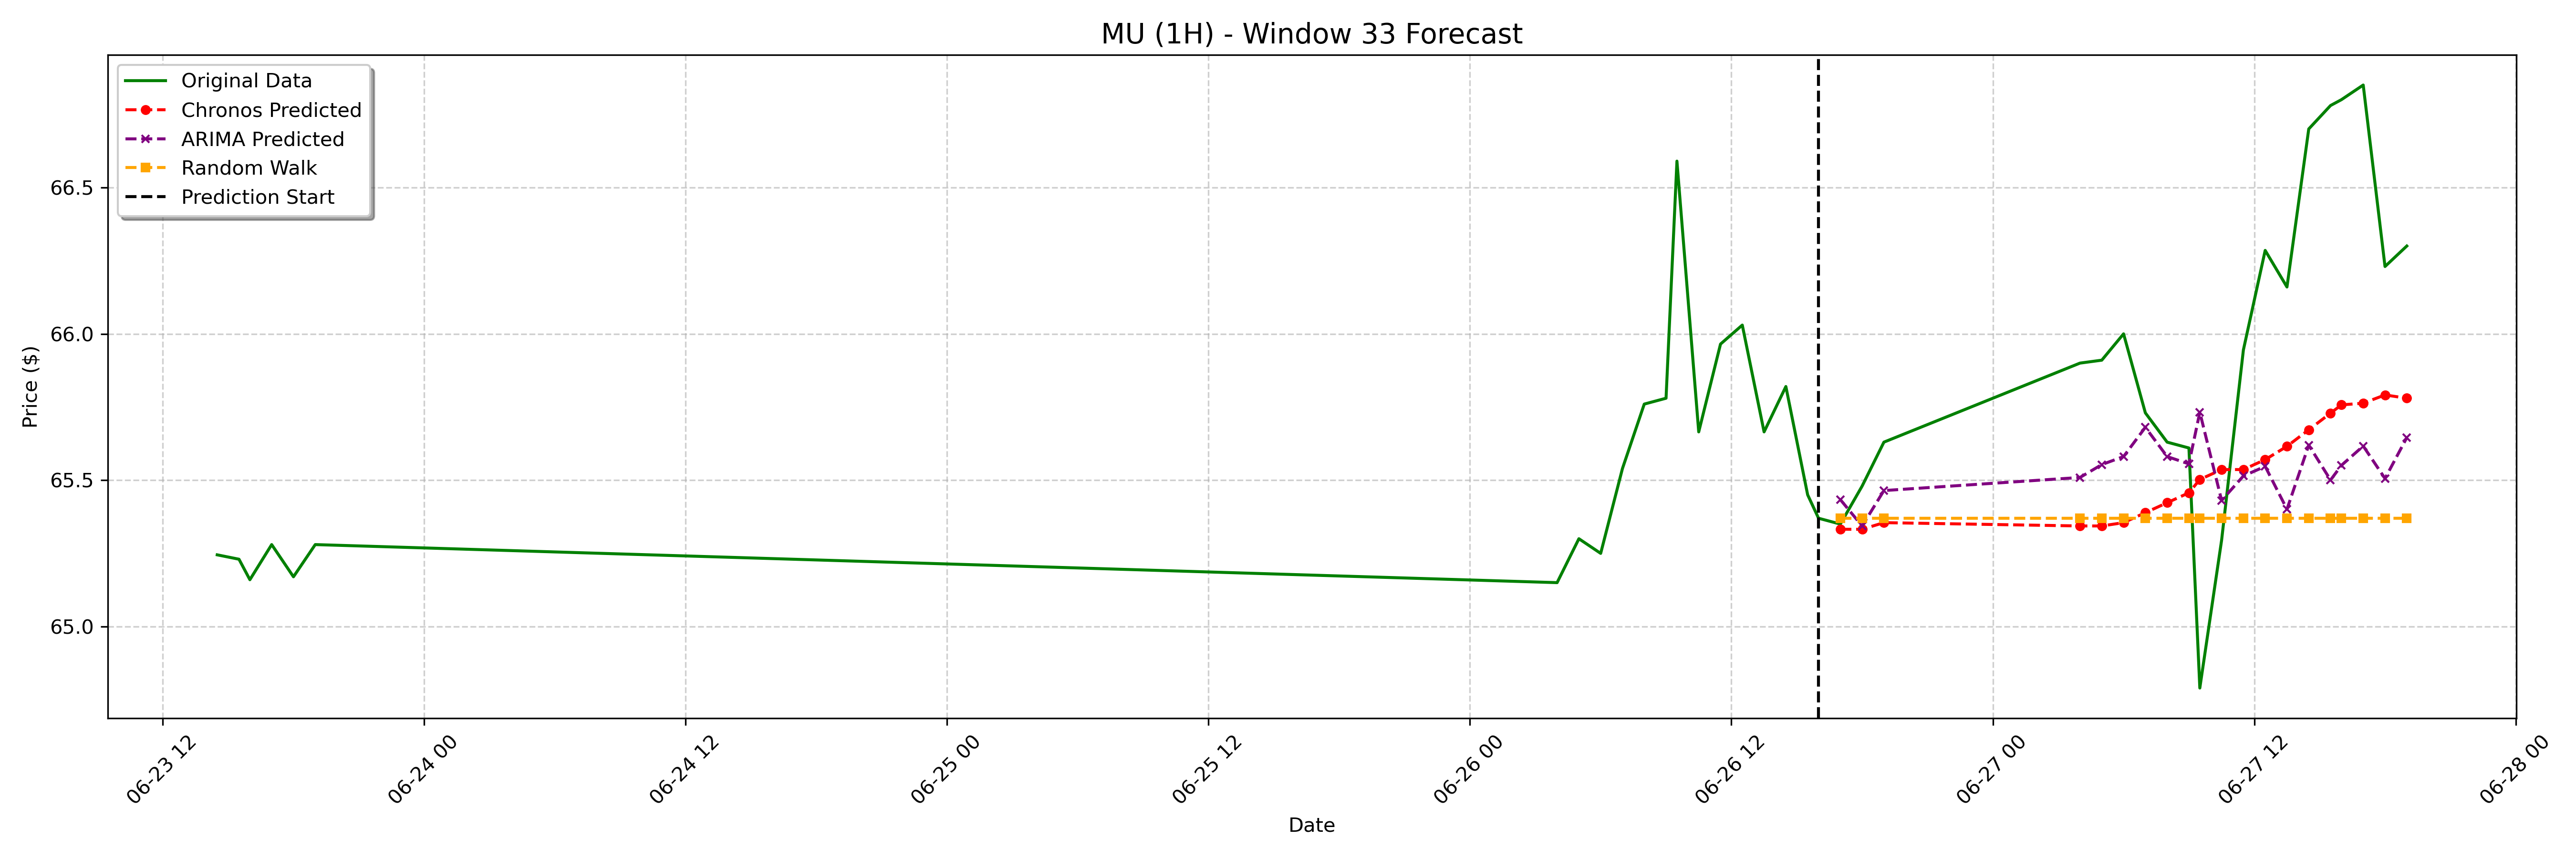 MU (1H) - Window 33 Forecast
Original Data
Chronos Predicted
ARIMA Predicted
Random Walk
Prediction Start
Price ($)
66.5
66.0
65.5
65.0
06-23 12
06-24 00
06-24 12
06-25 00
06-25 12
06-26 00
06-26 12
06-27 00
06-27 12
06-28 00
Date